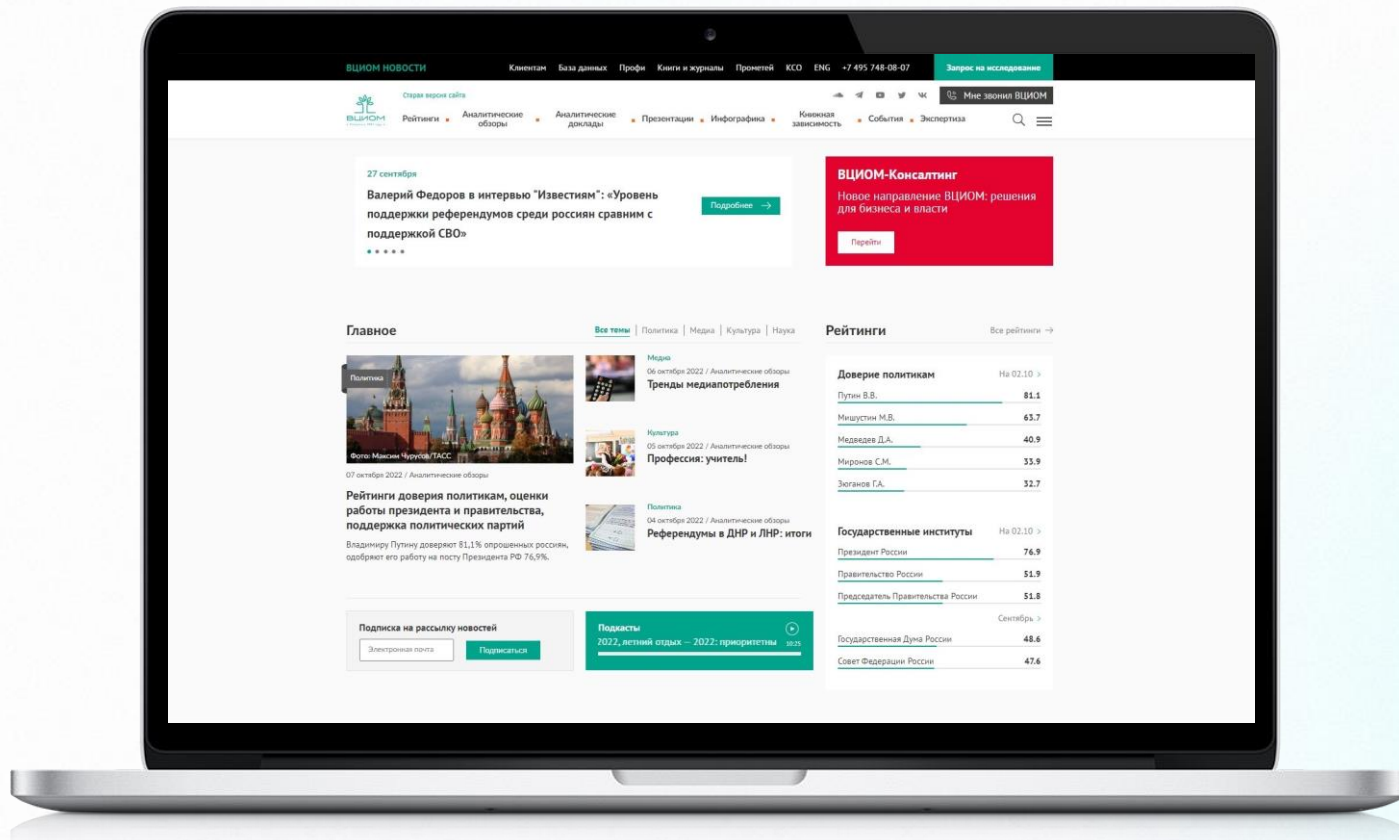 ВЦИОМ НОВОСТИ
Клиентам База данных Профи Книги и журналы Прометей КСО ENG +7 495 748-08-07
Запрос на исследование
Старая версия сайта
Мне звонил ВЦИОМ
ВЦИОМ
Рейтинги
Аналитические
обзоры
Аналитические
доклады
Презентации
Инфографика
Книжная
зависимость
События
Экспертиза
27 сентября
Валерий Федоров в интервью "Известиям": «Уровень
поддержки референдумов среди россиян сравним с
поддержкой СВО»
Подробнее →
ВЦИОМ-Консалтинг
Новое направление ВЦИОМ: решения
для бизнеса и власти
Перейти
Главное
Все темы | Политика | Медиа | Культура | Наука
Политика
Фото: Максим Чурусов/ТАСС
07 октября 2022 / Аналитические обзоры
Рейтинги доверия политикам, оценки
работы президента и правительства,
поддержка политических партий
Владимиру Путину доверяют 81,1% опрошенных россиян,
одобряют его работу на посту Президента РФ 76,9%.
Медиа
06 октября 2022 / Аналитические обзоры
Тренды медиапотребления
Культура
05 октября 2022 / Аналитические обзоры
Профессия: учитель!
Политика
04 октября 2022 / Аналитические обзоры
Референдумы в ДНР и ЛНР: итоги
Рейтинги
Все рейтинги →
Доверие политикам На 02.10 >
Путин В.В. 81.1
Мишустин М.В. 63.7
Медведев Д.А. 40.9
Миронов С.М. 33.9
Зюганов Г.А. 32.7
Государственные институты На 02.10 >
Президент России 76.9
Правительство России 51.9
Председатель Правительства России 51.8
Сентябрь >
Государственная Дума России 48.6
Совет Федерации России 47.6
Подписка на рассылку новостей
Электронная почта
Подписаться
Подкасты
2022, летний отдых — 2022: приоритетны
10:25